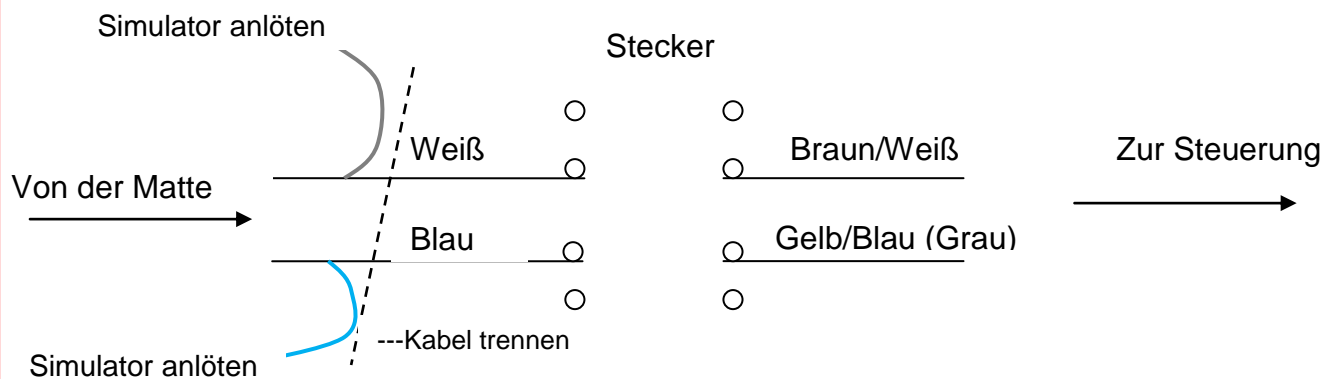 Simulator anlöten
Stecker
Weiß
Braun/Weiß
Zur Steuerung
Von der Matte
Blau
Gelb/Blau (Grau)
---Kabel trennen
Simulator anlöten